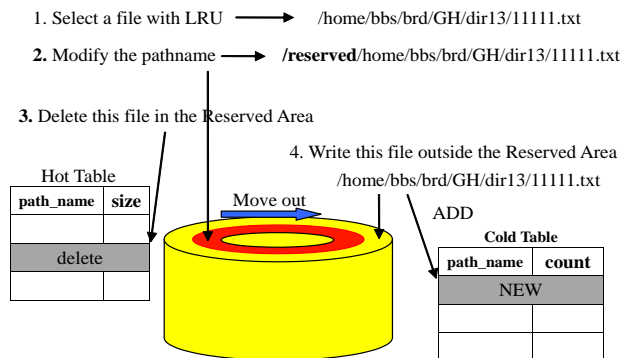 1. Select a file with LRU
/home/bbs/brd/GH/dir13/11111.txt
2. Modify the pathname
/reserved/home/bbs/brd/GH/dir13/11111.txt
3. Delete this file in the Reserved Area
4. Write this file outside the Reserved Area
/home/bbs/brd/GH/dir13/11111.txt
Hot Table
path_name size
delete
Move out
ADD
Cold Table
path_name count
NEW